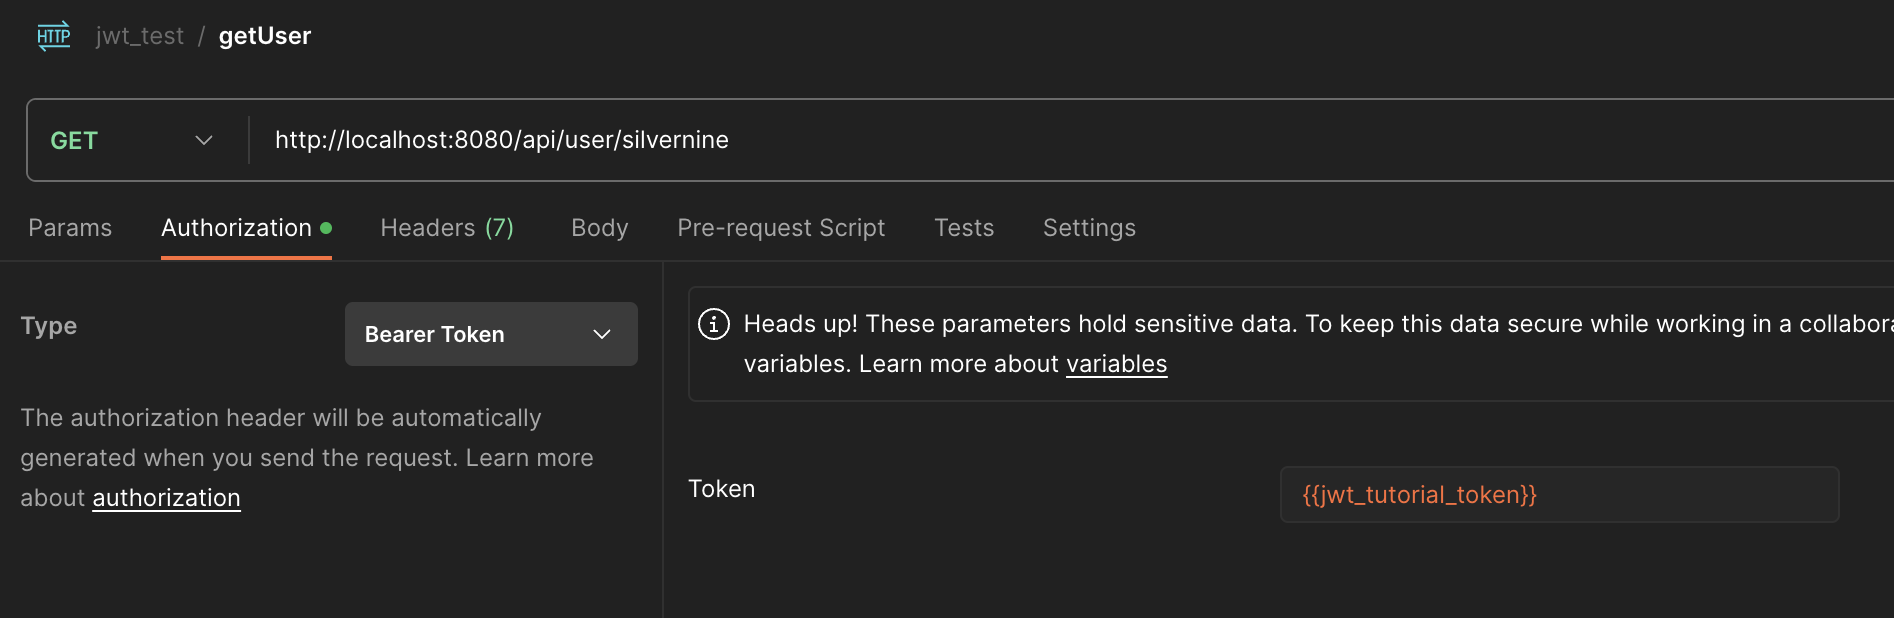 HTTP jwt_test / getUser
GET http://localhost:8080/api/user/silvernine
Params Authorization Headers (7) Body Pre-request Script Tests Settings
Type Bearer Token
The authorization header will be automatically
generated when you send the request. Learn more
about authorization
Heads up! These parameters hold sensitive data. To keep this data secure while working in a collabora
variables. Learn more about variables
Token {{jwt_tutorial_token}}